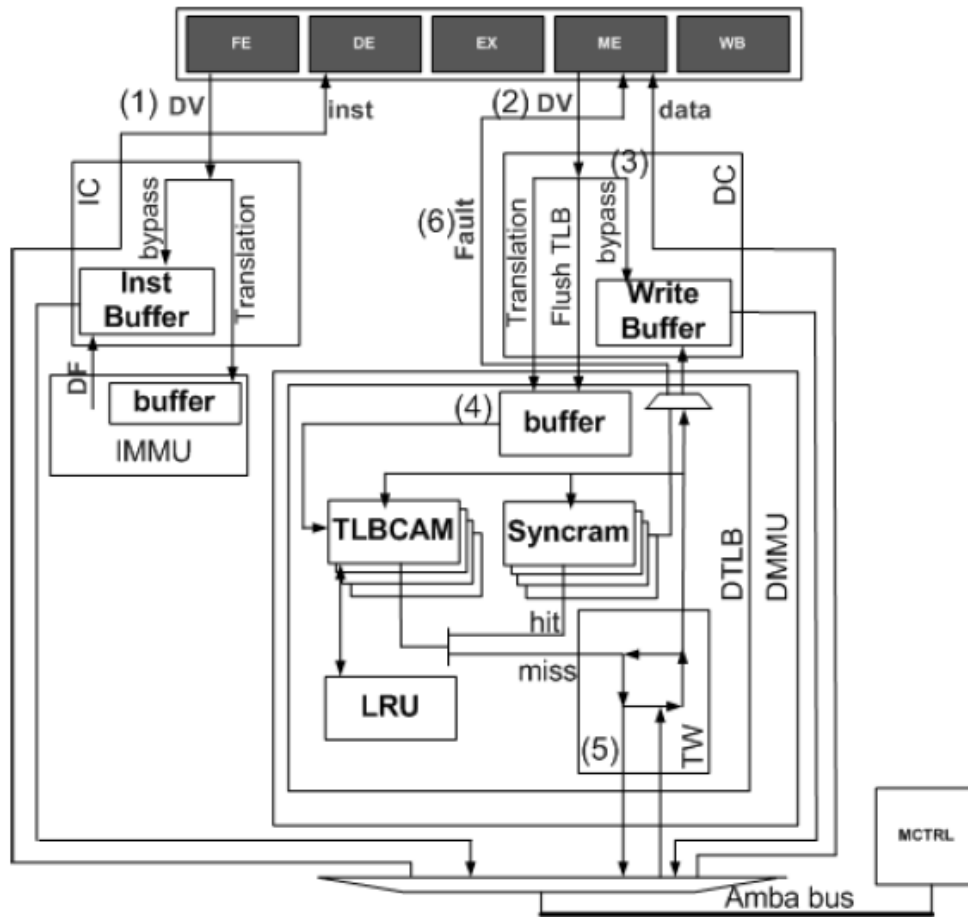 FE
DE
EX
ME
WB
(1) DV
inst
(2) DV
data
(3)
IC
bypass
Translation
(6) Fault
Translation
Flush TLB
bypass
DC
Inst
Buffer
Write
Buffer
DF
buffer
IMMU
(4)
buffer
TLBCAM
Syncram
DTLB
DMMU
hit
miss
LRU
(5)
TW
MCTRL
Amba bus